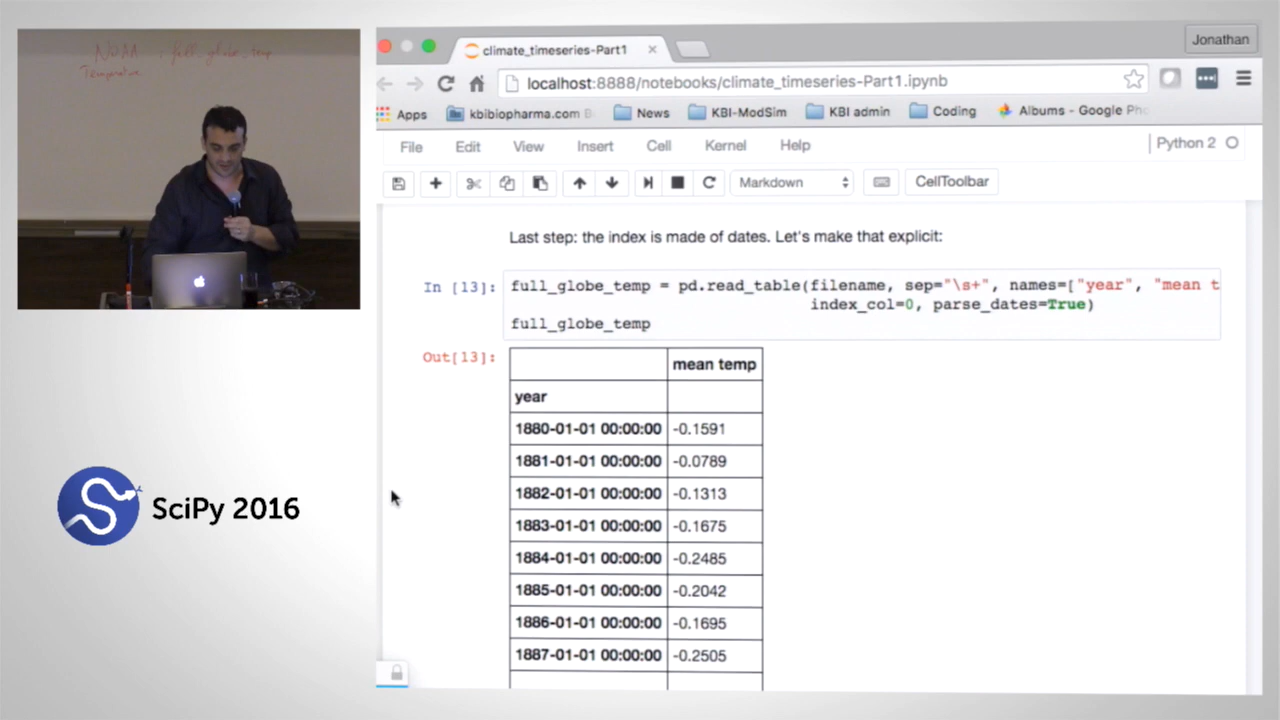 NOAA, full_globe_temp
Temperature
SciPy 2016
climate_timeseries-Part1
Jonathan
localhost:8888/notebooks/climate_timeseries-Part1.ipynb
Apps kbibiopharma.com News KBI-ModSim KBI admin Coding Albums - Google Pho
File Edit View Insert Cell Kernel Help Python 2
Markdown CellToolbar
Last step: the index is made of dates. Let's make that explicit:
In [13]: full_globe_temp = pd.read_table(filename, sep="\s+", names=["year", "mean t
index_col=0, parse_dates=True)
full_globe_temp
Out[13]:
mean temp
year
1880-01-01 00:00:00 -0.1591
1881-01-01 00:00:00 -0.0789
1882-01-01 00:00:00 -0.1313
1883-01-01 00:00:00 -0.1675
1884-01-01 00:00:00 -0.2485
1885-01-01 00:00:00 -0.2042
1886-01-01 00:00:00 -0.1695
1887-01-01 00:00:00 -0.2505